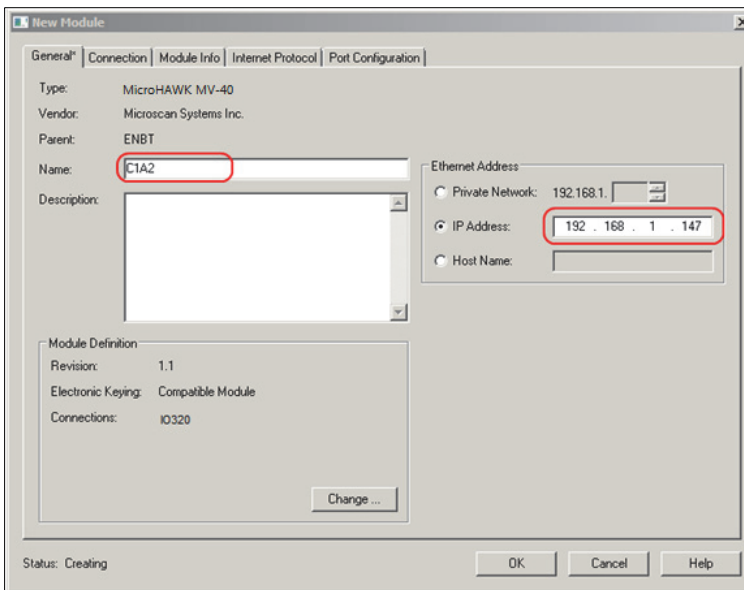 New Module
General* Connection Module Info Internet Protocol Port Configuration
Type: MicroHAWK MV-40
Vendor: Microscan Systems Inc.
Parent: ENBT
Name: C1A2
Description:
Ethernet Address
Private Network: 192.168.1.
IP Address: 192 . 168 . 1 . 147
Host Name:
Module Definition
Revision: 1.1
Electronic Keying: Compatible Module
Connections: IO320
Change ...
Status: Creating
OK Cancel Help